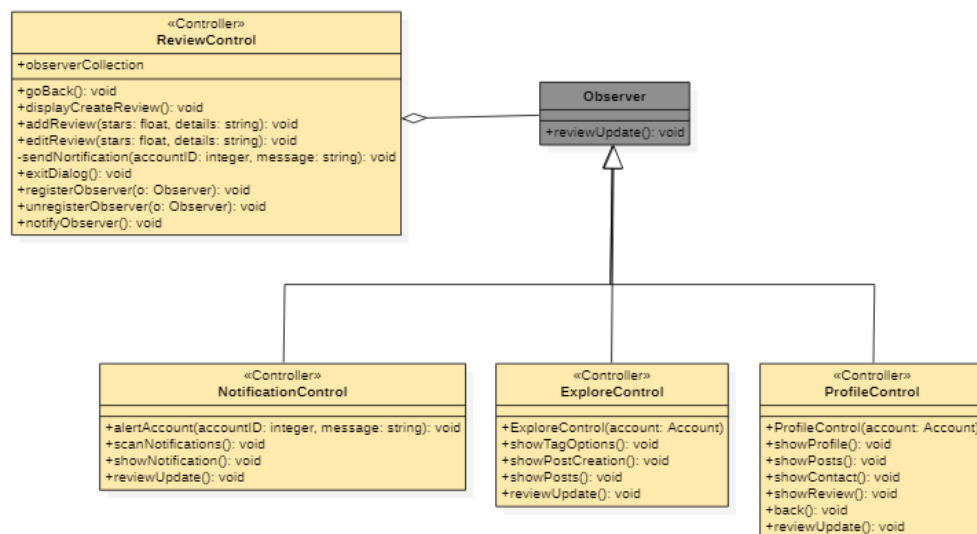 «Controller»
ReviewControl
+observerCollection
+goBack(): void
+displayCreateReview(): void
+addReview(stars: float, details: string): void
+editReview(stars: float, details: string): void
-sendNortification(accountID: integer, message: string): void
+exitDialog(): void
+registerObserver(o: Observer): void
+unregisterObserver(o: Observer): void
+notifyObserver(): void
Observer
+reviewUpdate(): void
«Controller»
NotificationControl
+alertAccount(accountID: integer, message: string): void
+scanNotifications(): void
+showNotification(): void
+reviewUpdate(): void
«Controller»
ExploreControl
+ExploreControl(account: Account)
+showTagOptions(): void
+showPostCreation(): void
+showPosts(): void
+reviewUpdate(): void
«Controller»
ProfileControl
+ProfileControl(account: Account)
+showProfile(): void
+showPosts(): void
+showContact(): void
+showReview(): void
+back(): void
+reviewUpdate(): void